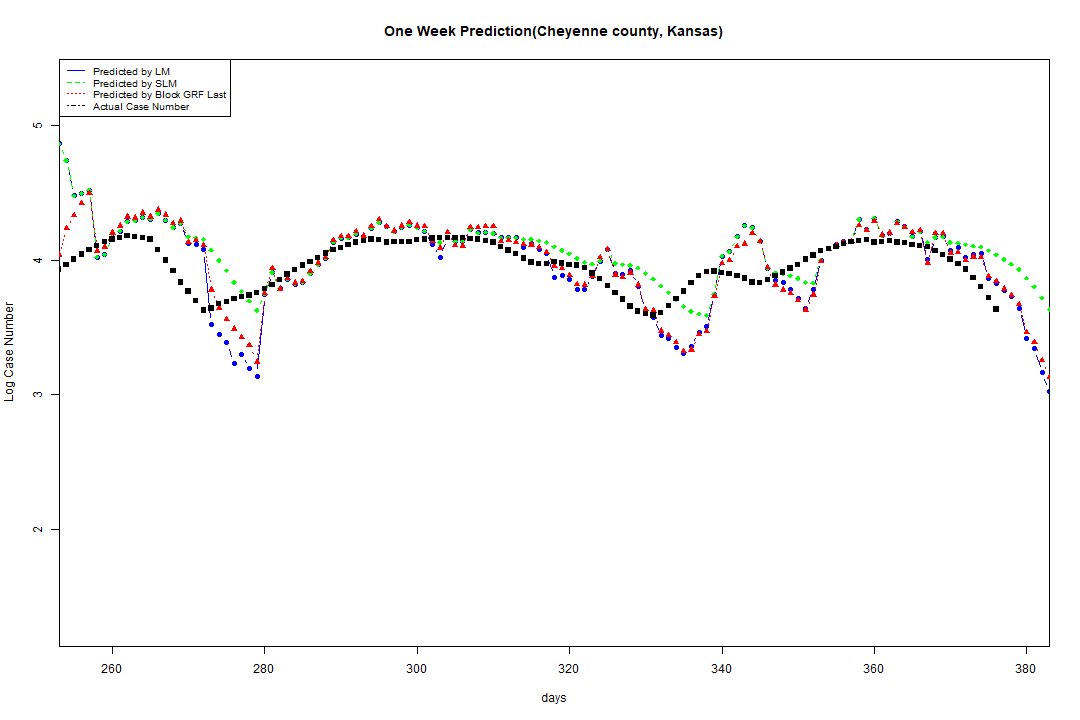 One Week Prediction(Cheyenne county, Kansas)
Predicted by LM
Predicted by SLM
Predicted by Block GRF Last
Actual Case Number
5
4
3
2
Log Case Number
260 280 300 320 340 360 380
days